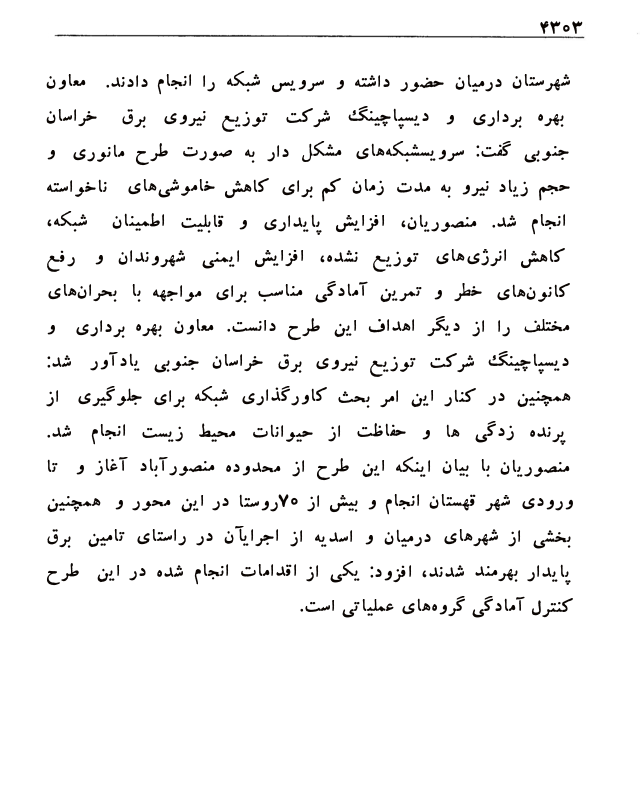 ۴۳۰۳
شهرستان درمیان حضور داشته و سرویس شبکه را انجام دادند. معاون
بهره برداری و دیسپاچینگ شرکت توزیع نیروی برق خراسان
جنوبی گفت: سرویسشبکه‌های مشکل دار به صورت طرح مانوری و
حجم زیاد نیرو به مدت زمان کم برای کاهش خاموشی‌های ناخواسته
انجام شد. منصوریان، افزایش پایداری و قابلیت اطمینان شبکه،
کاهش انرژی‌های توزیع نشده، افزایش ایمنی شهروندان و رفع
کانون‌های خطر و تمرین آمادگی مناسب برای مواجهه با بحران‌های
مختلف را از دیگر اهداف این طرح دانست. معاون بهره برداری و
دیسپاچینگ شرکت توزیع نیروی برق خراسان جنوبی یادآور شد:
همچنین در کنار این امر بحث کاورگذاری شبکه برای جلوگیری از
پرنده زدگی ها و حفاظت از حیوانات محیط زیست انجام شد.
منصوریان با بیان اینکه این طرح از محدوده منصورآباد آغاز و تا
ورودی شهر قهستان انجام و بیش از ۷۰روستا در این محور و همچنین
بخشی از شهرهای درمیان و اسدیه از اجرایآن در راستای تامین برق
پایدار بهرمند شدند، افزود: یکی از اقدامات انجام شده در این طرح
کنترل آمادگی گروه‌های عملیاتی است.